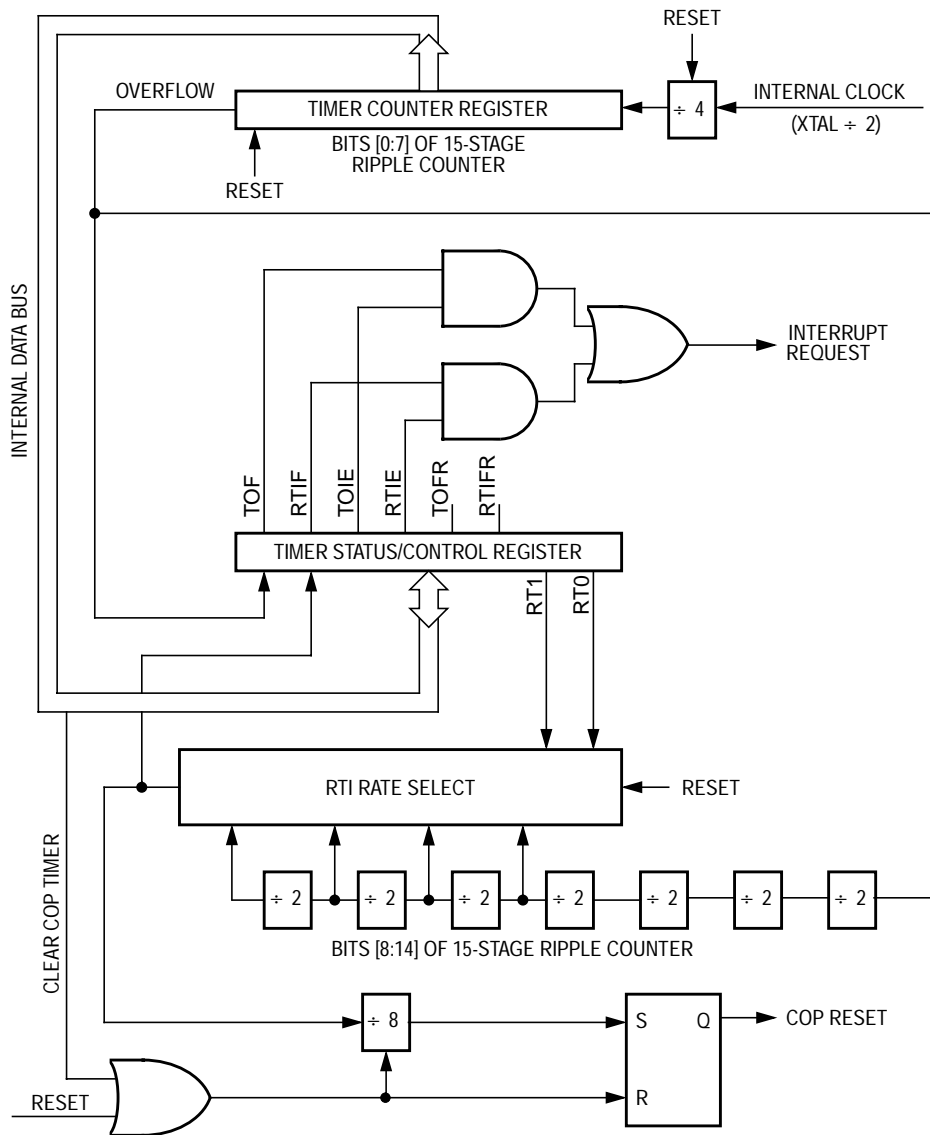 RESET
OVERFLOW
TIMER COUNTER REGISTER
÷ 4
INTERNAL CLOCK
(XTAL ÷ 2)
BITS [0:7] OF 15-STAGE
RIPPLE COUNTER
RESET
INTERNAL DATA BUS
INTERRUPT
REQUEST
TOF
RTIF
TOIE
RTIE
TOFR
RTIFR
TIMER STATUS/CONTROL REGISTER
RT1
RT0
RTI RATE SELECT
RESET
CLEAR COP TIMER
÷ 2
÷ 2
÷ 2
÷ 2
÷ 2
÷ 2
÷ 2
BITS [8:14] OF 15-STAGE RIPPLE COUNTER
÷ 8
S
Q
COP RESET
RESET
R